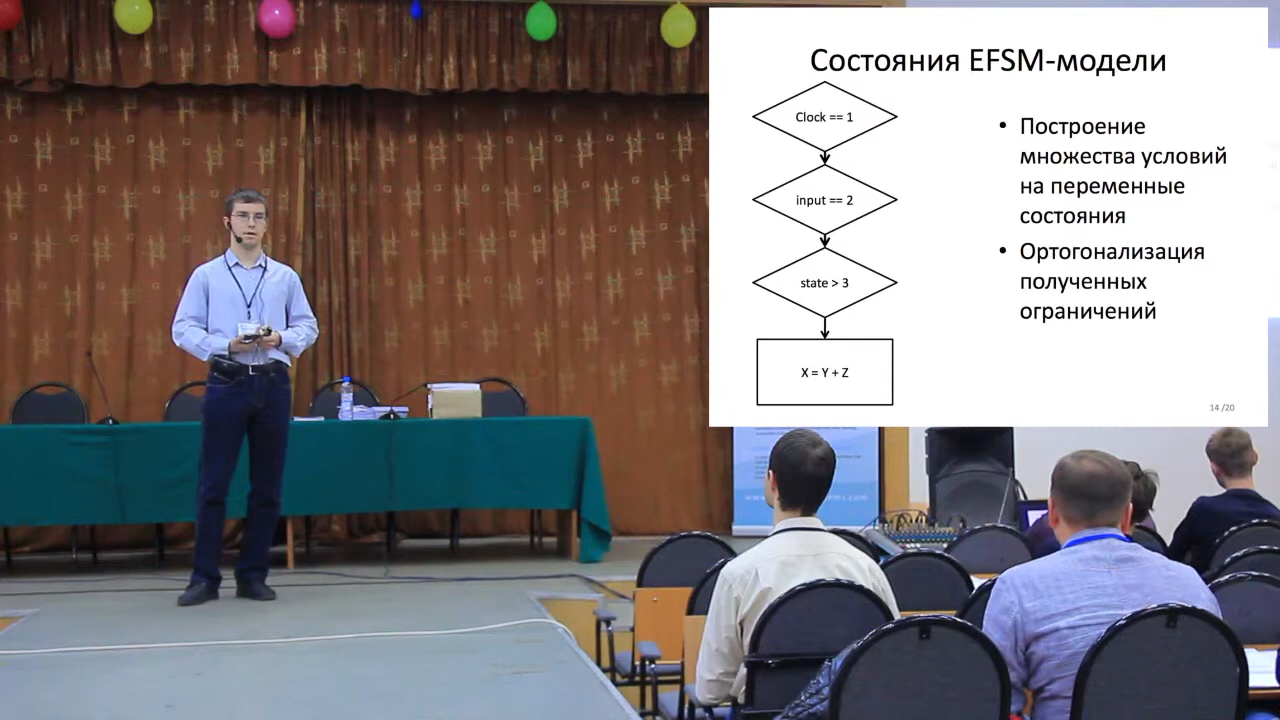 Состояния EFSM-модели
Clock == 1
input == 2
state > 3
X = Y + Z
• Построение
множества условий
на переменные
состояния
• Ортогонализация
полученных
ограничений
14 /20